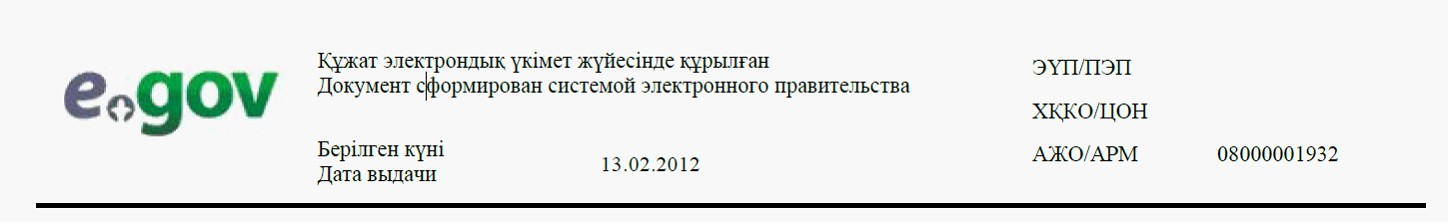 e.gov
Құжат электрондық үкімет жүйесінде құрылған
Документ сформирован системой электронного правительства
Берілген күні
Дата выдачи
13.02.2012
ЭҮП/ПЭП
ХҚКО/ЦОН
АЖО/АРМ 08000001932